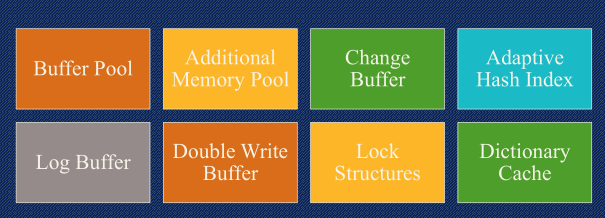 Buffer Pool
Additional
Memory Pool
Change
Buffer
Adaptive
Hash Index
Log Buffer
Double Write
Buffer
Lock
Structures
Dictionary
Cache